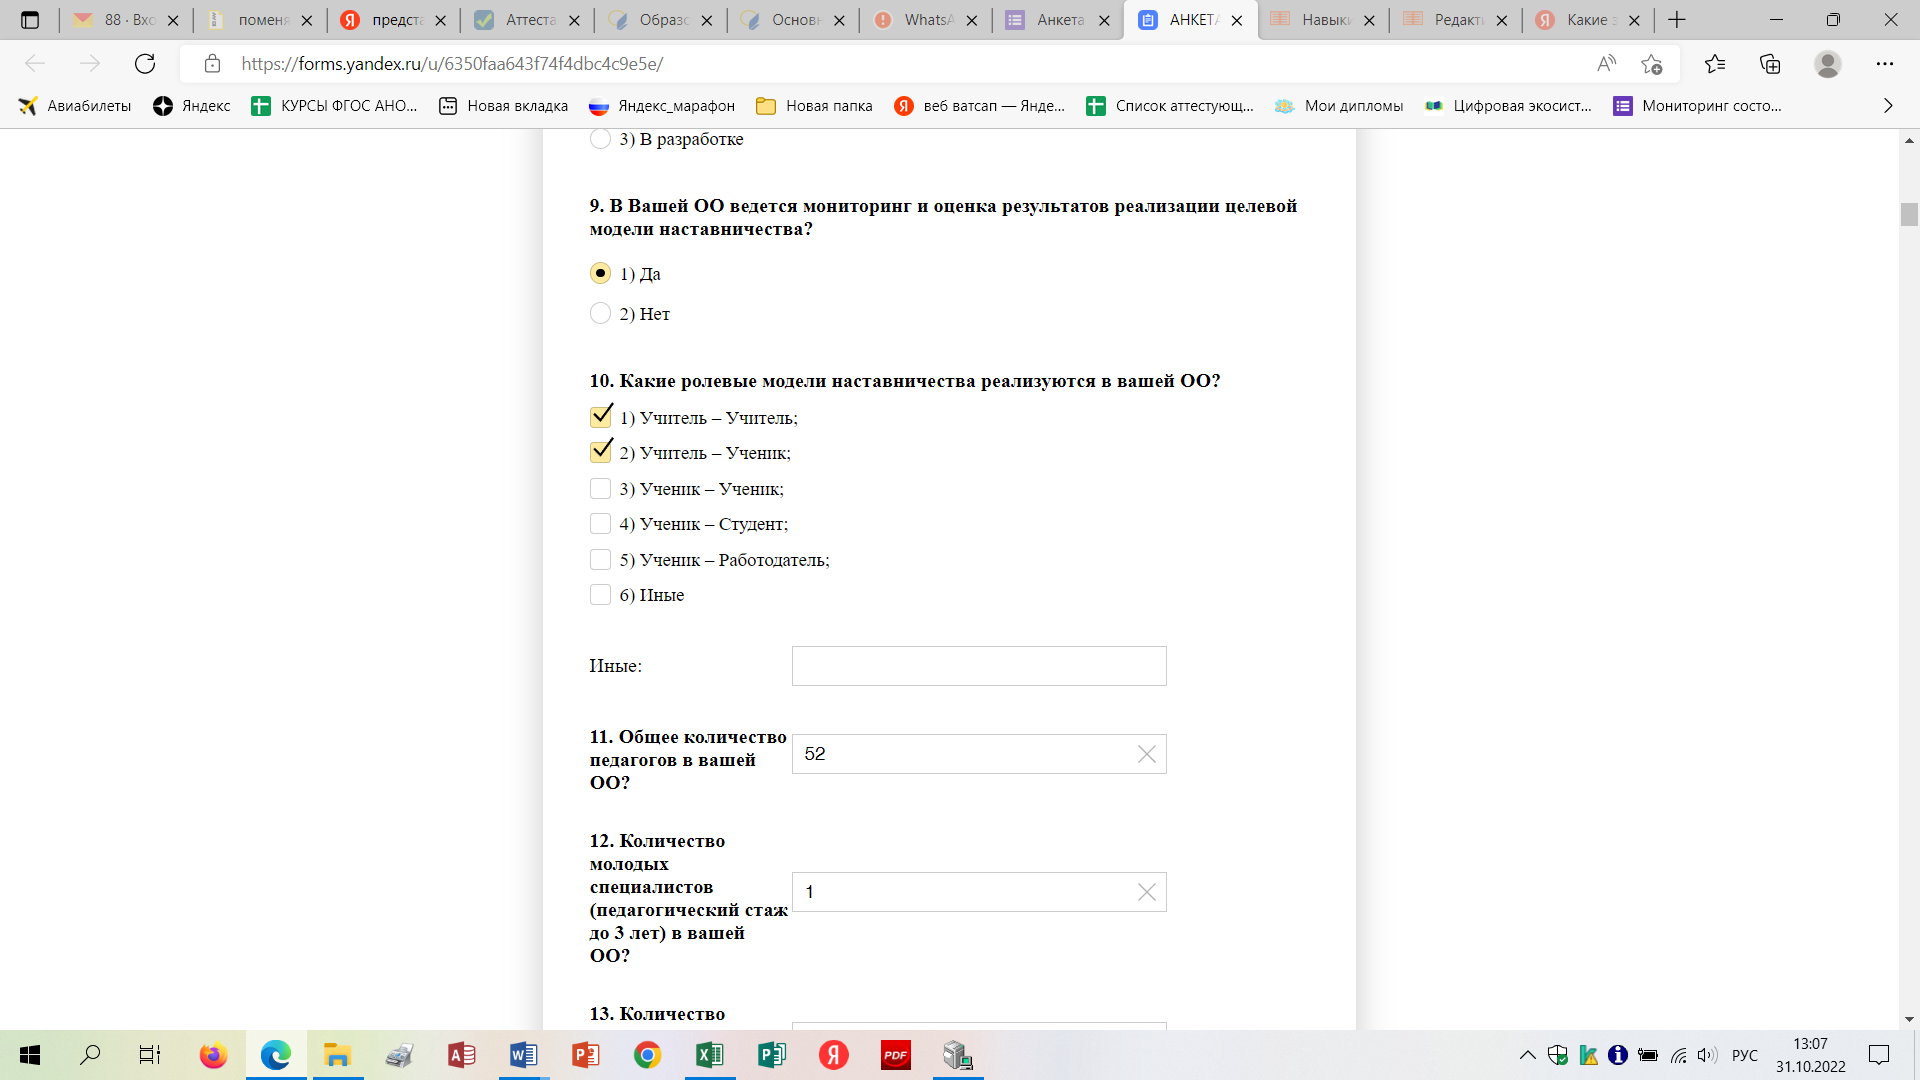 88 · Вхо
поменя
предста
Аттеста
Образо
Основн
WhatsA
Анкета
АНКЕТА
Навыки
Редакти
Какие з
https://forms.yandex.ru/u/6350faa643f74f4dbc4c9e5e/
Авиабилеты
Яндекс
КУРСЫ ФГОС АНО...
Новая вкладка
Яндекс_марафон
Новая папка
веб ватсап — Янде...
Список аттестующ...
Мои дипломы
Цифровая экосист...
Мониторинг состо...
3) В разработке
9. В Вашей ОО ведется мониторинг и оценка результатов реализации целевой
модели наставничества?
1) Да
2) Нет
10. Какие ролевые модели наставничества реализуются в вашей ОО?
1) Учитель – Учитель;
2) Учитель – Ученик;
3) Ученик – Ученик;
4) Ученик – Студент;
5) Ученик – Работодатель;
6) Иные
Иные:
11. Общее количество
педагогов в вашей
ОО?
52
12. Количество
молодых
специалистов
(педагогический стаж
до 3 лет) в вашей
ОО?
1
13. Количество
PDF
РУС
13:07
31.10.2022